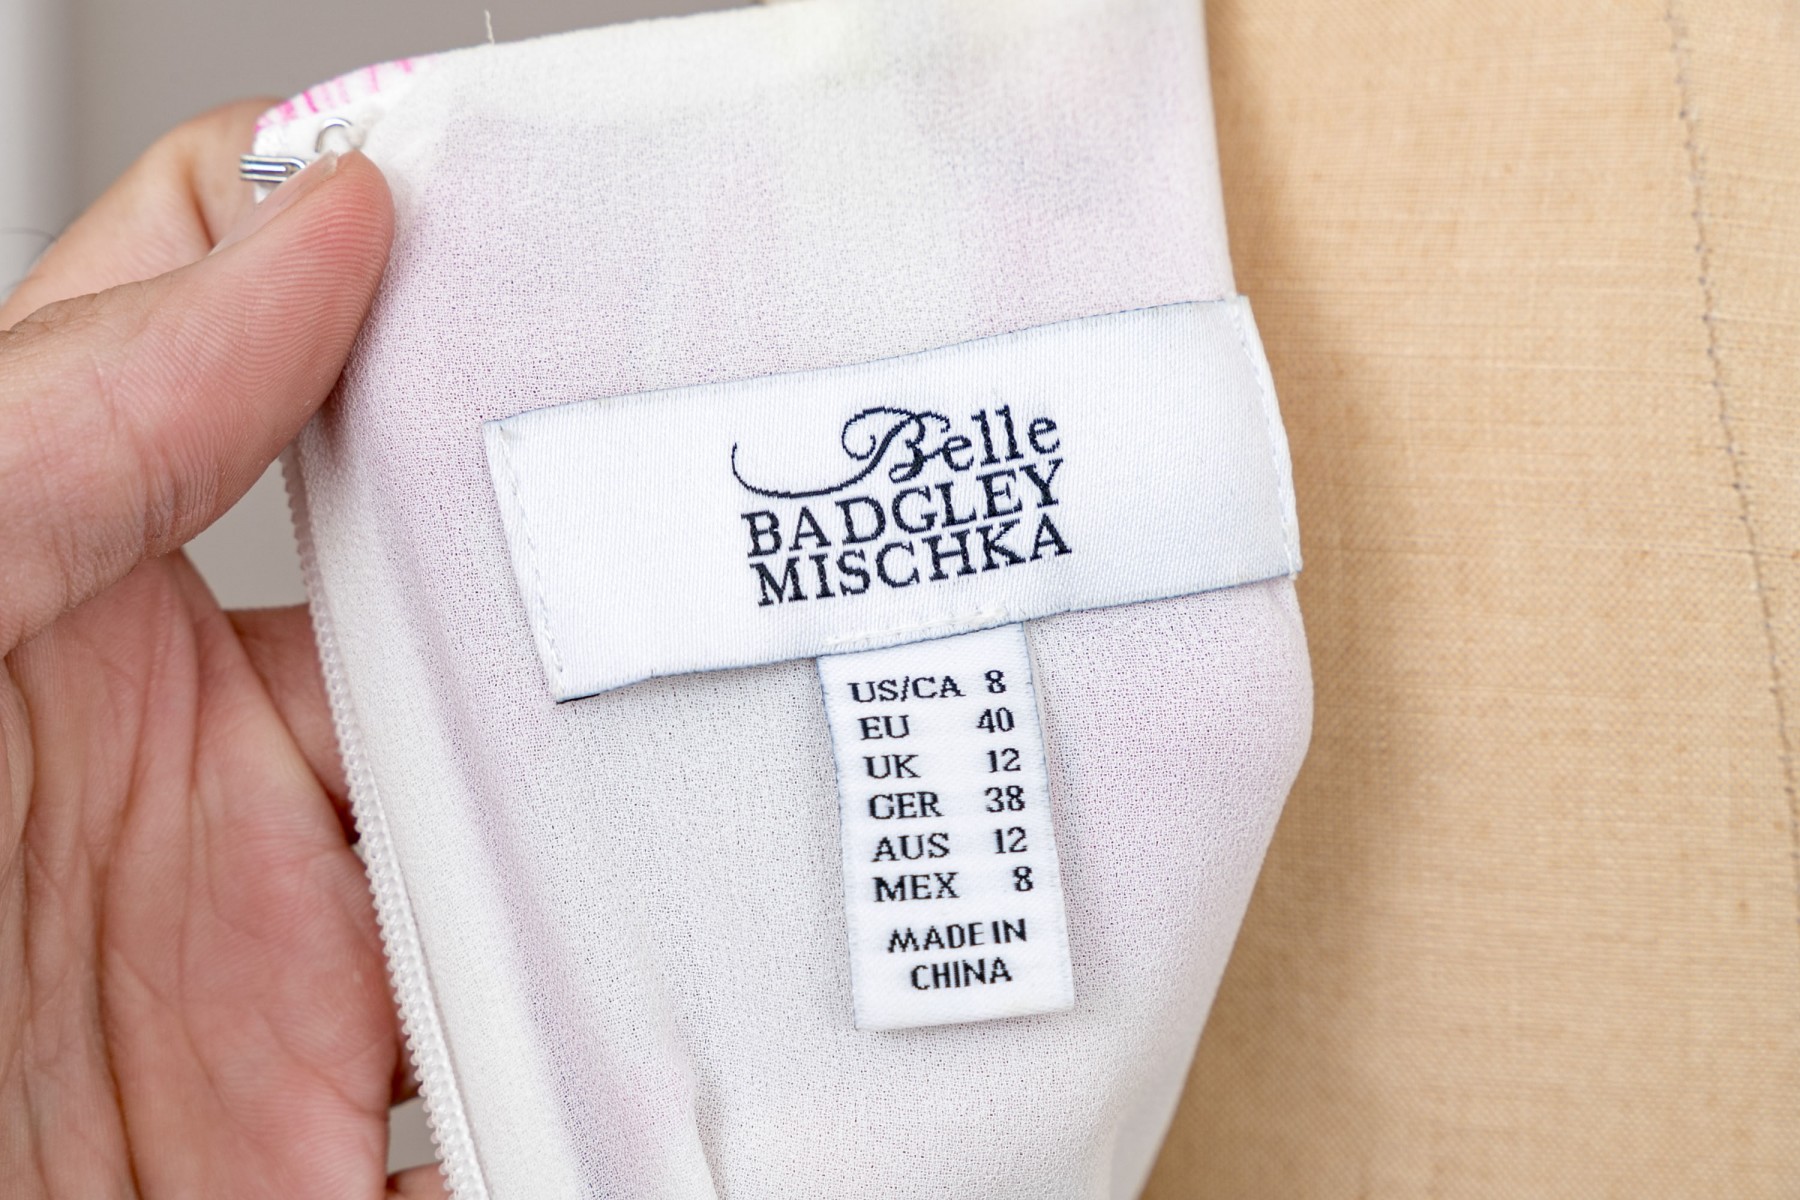 Belle
BADGLEY
MISCHKA
US/CA 8
EU 40
UK 12
GER 38
AUS 12
MEX 8
MADE IN
CHINA